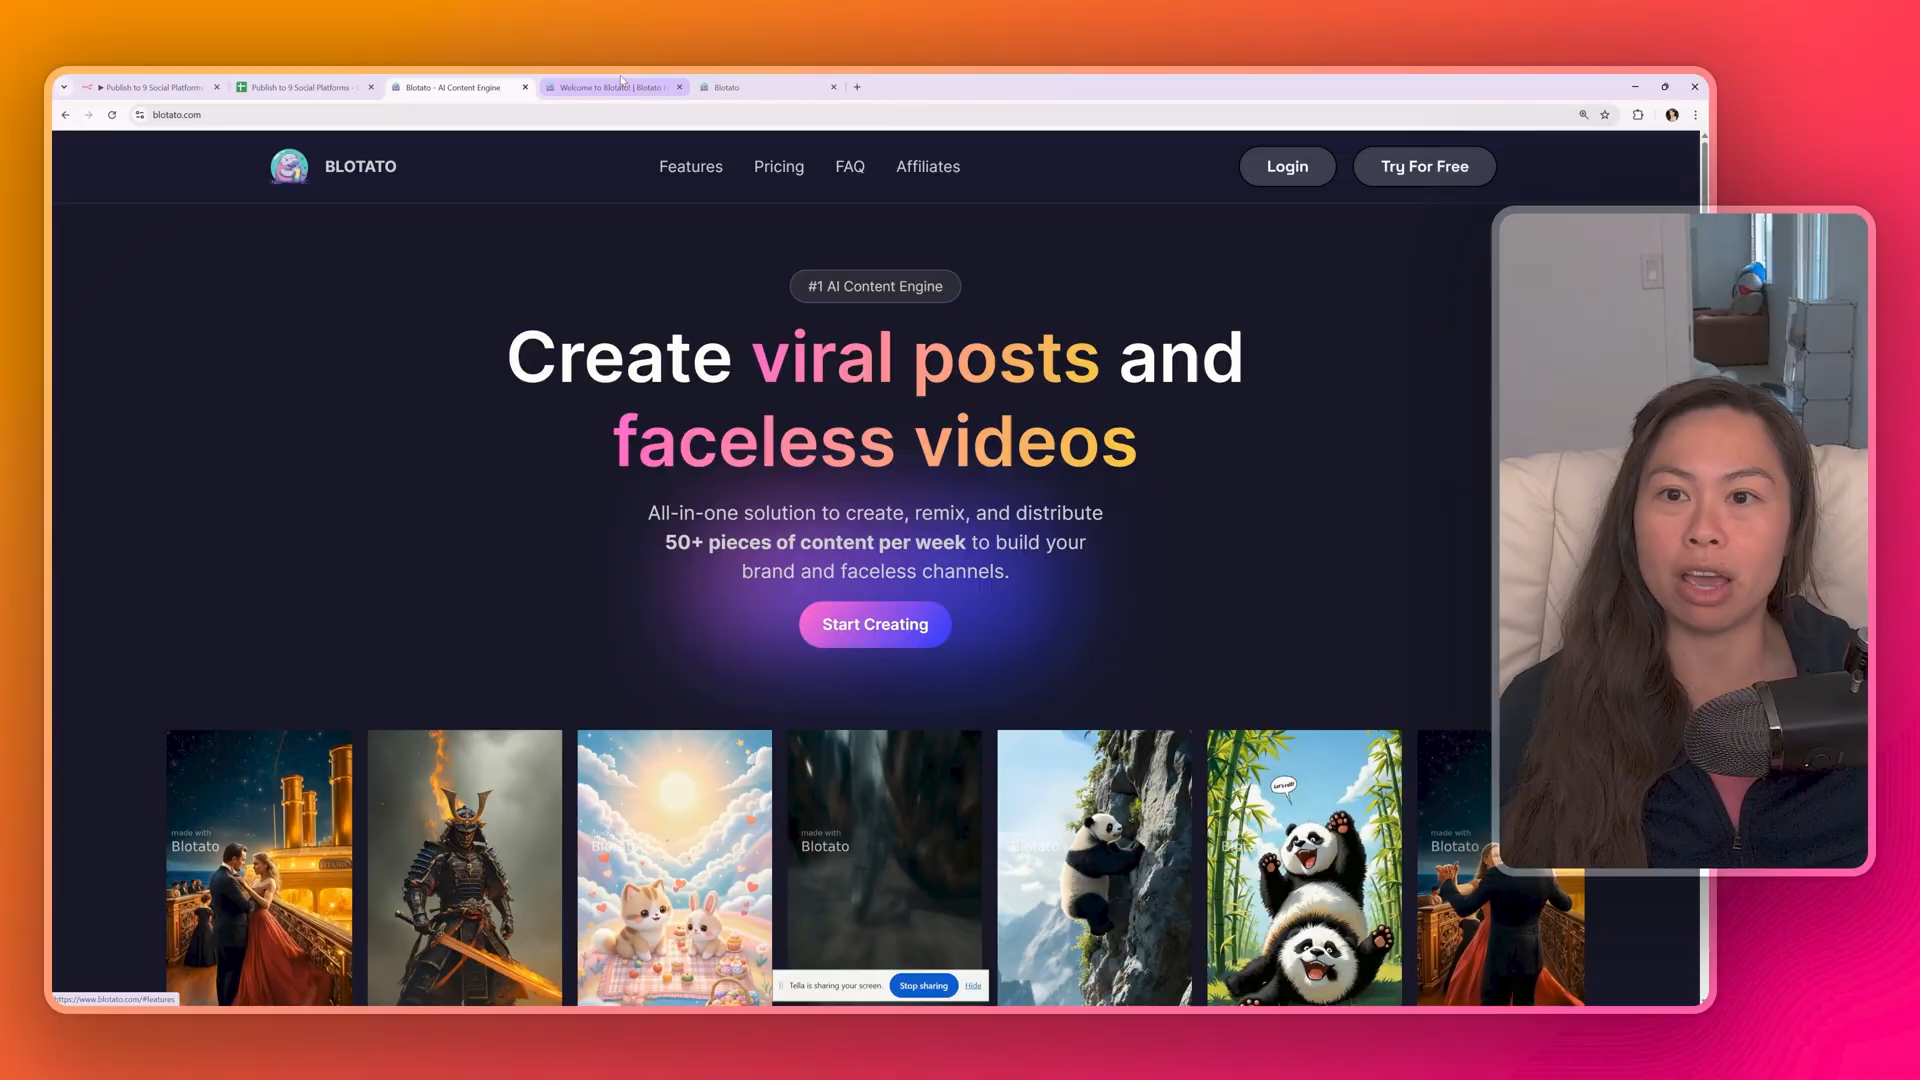 Publish to 9 Social Platforms
Publish to 9 Social Platforms -
Blotato - AI Content Engine
Welcome to Blotato! | Blotato
Blotato
blotato.com
BLOTATO
Features
Pricing
FAQ
Affiliates
Login
Try For Free
#1 AI Content Engine
Create viral posts and
faceless videos
All-in-one solution to create, remix, and distribute
50+ pieces of content per week to build your
brand and faceless channels.
Start Creating
made with
Blotato
made with
Blotato
made with
Blotato
Tella is sharing your screen.
Stop sharing
Hide
https://www.blotato.com/#features